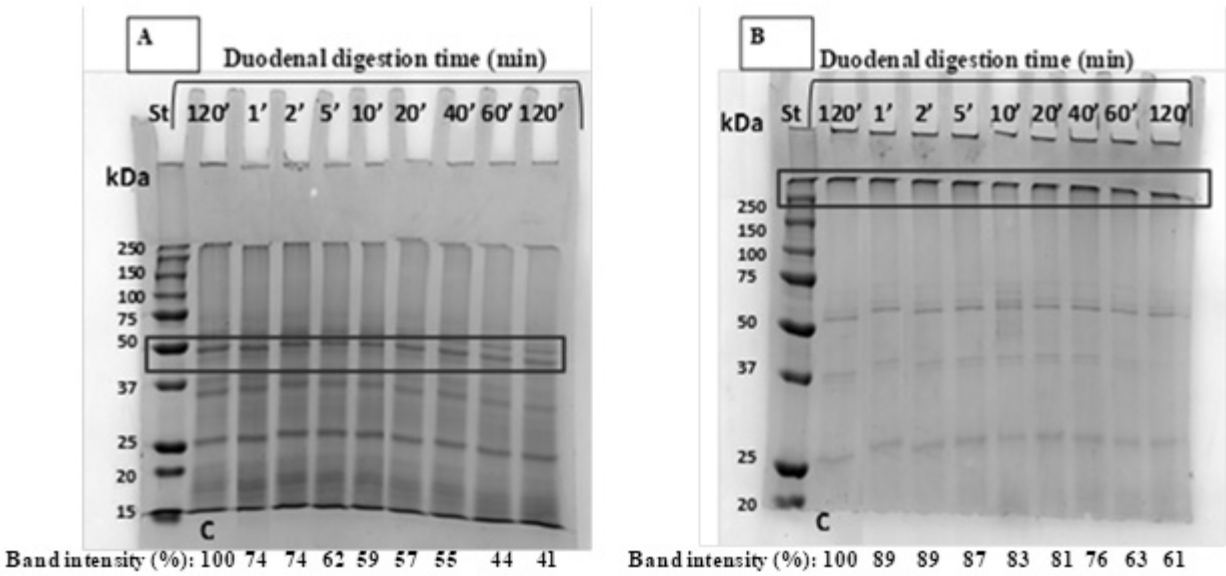 A
Duodenal digestion time (min)
St 120’ 1’ 2’ 5’ 10’ 20’ 40’ 60’ 120’
kDa
250
150
100
75
50
37
25
20
15
C
Band intensity (%): 100 74 74 62 59 57 55 44 41
B
Duodenal digestion time (min)
St 120’ 1’ 2’ 5’ 10’ 20’ 40’ 60’ 120’
kDa
250
150
100
75
50
37
25
20
C
Band intensity (%): 100 89 89 87 83 81 76 63 61